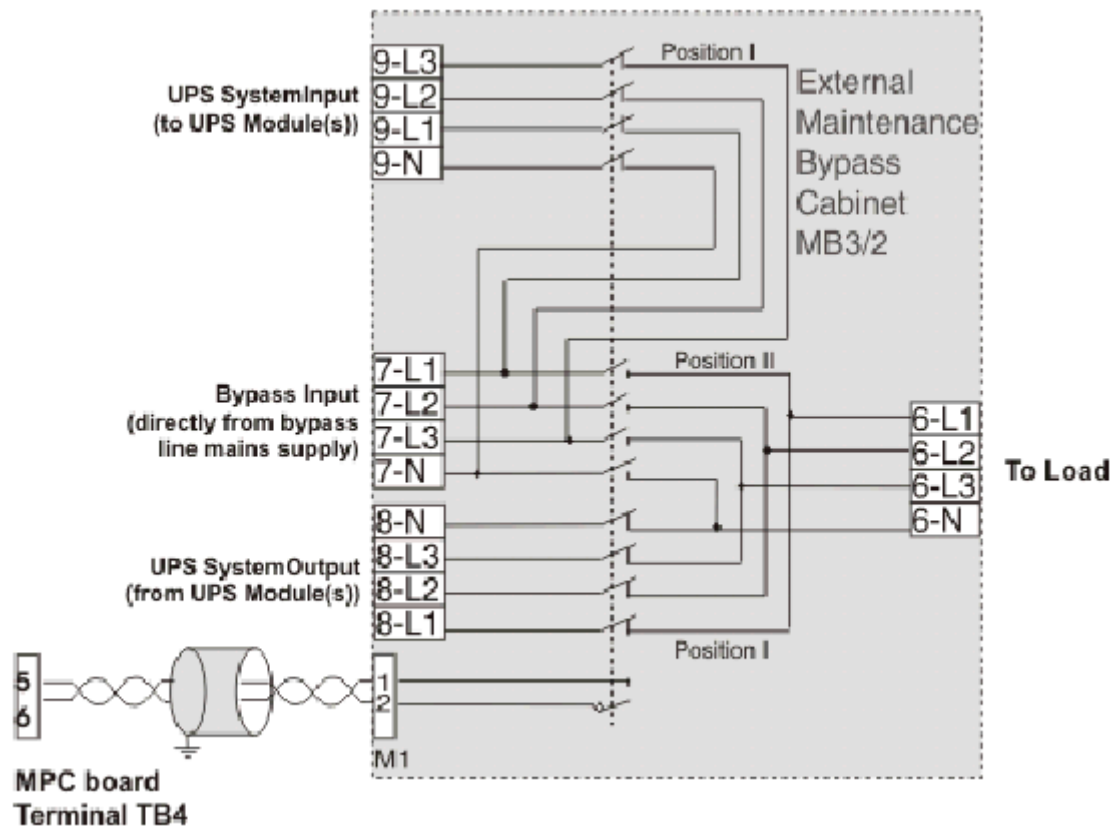 9-L3
9-L2
9-L1
9-N
UPS SystemInput
(to UPS Module(s))
Position I
External
Maintenance
Bypass
Cabinet
MB3/2
7-L1
7-L2
7-L3
7-N
Bypass Input
(directly from bypass
line mains supply)
Position II
6-L1
6-L2
6-L3
6-N
To Load
8-N
8-L3
8-L2
8-L1
UPS SystemOutput
(from UPS Module(s))
Position I
5
6
1
2
M1
MPC board
Terminal TB4